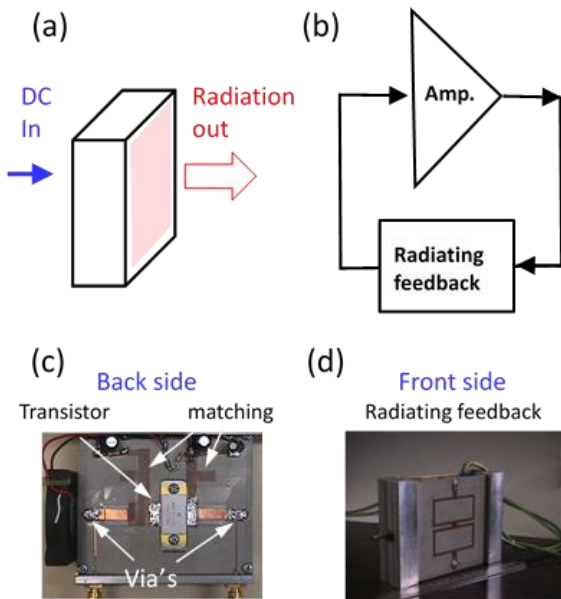 (a)
DC
In
Radiation
out
(b)
Amp.
Radiating
feedback
(c)
Back side
Transistor
matching
Via's
(d)
Front side
Radiating feedback